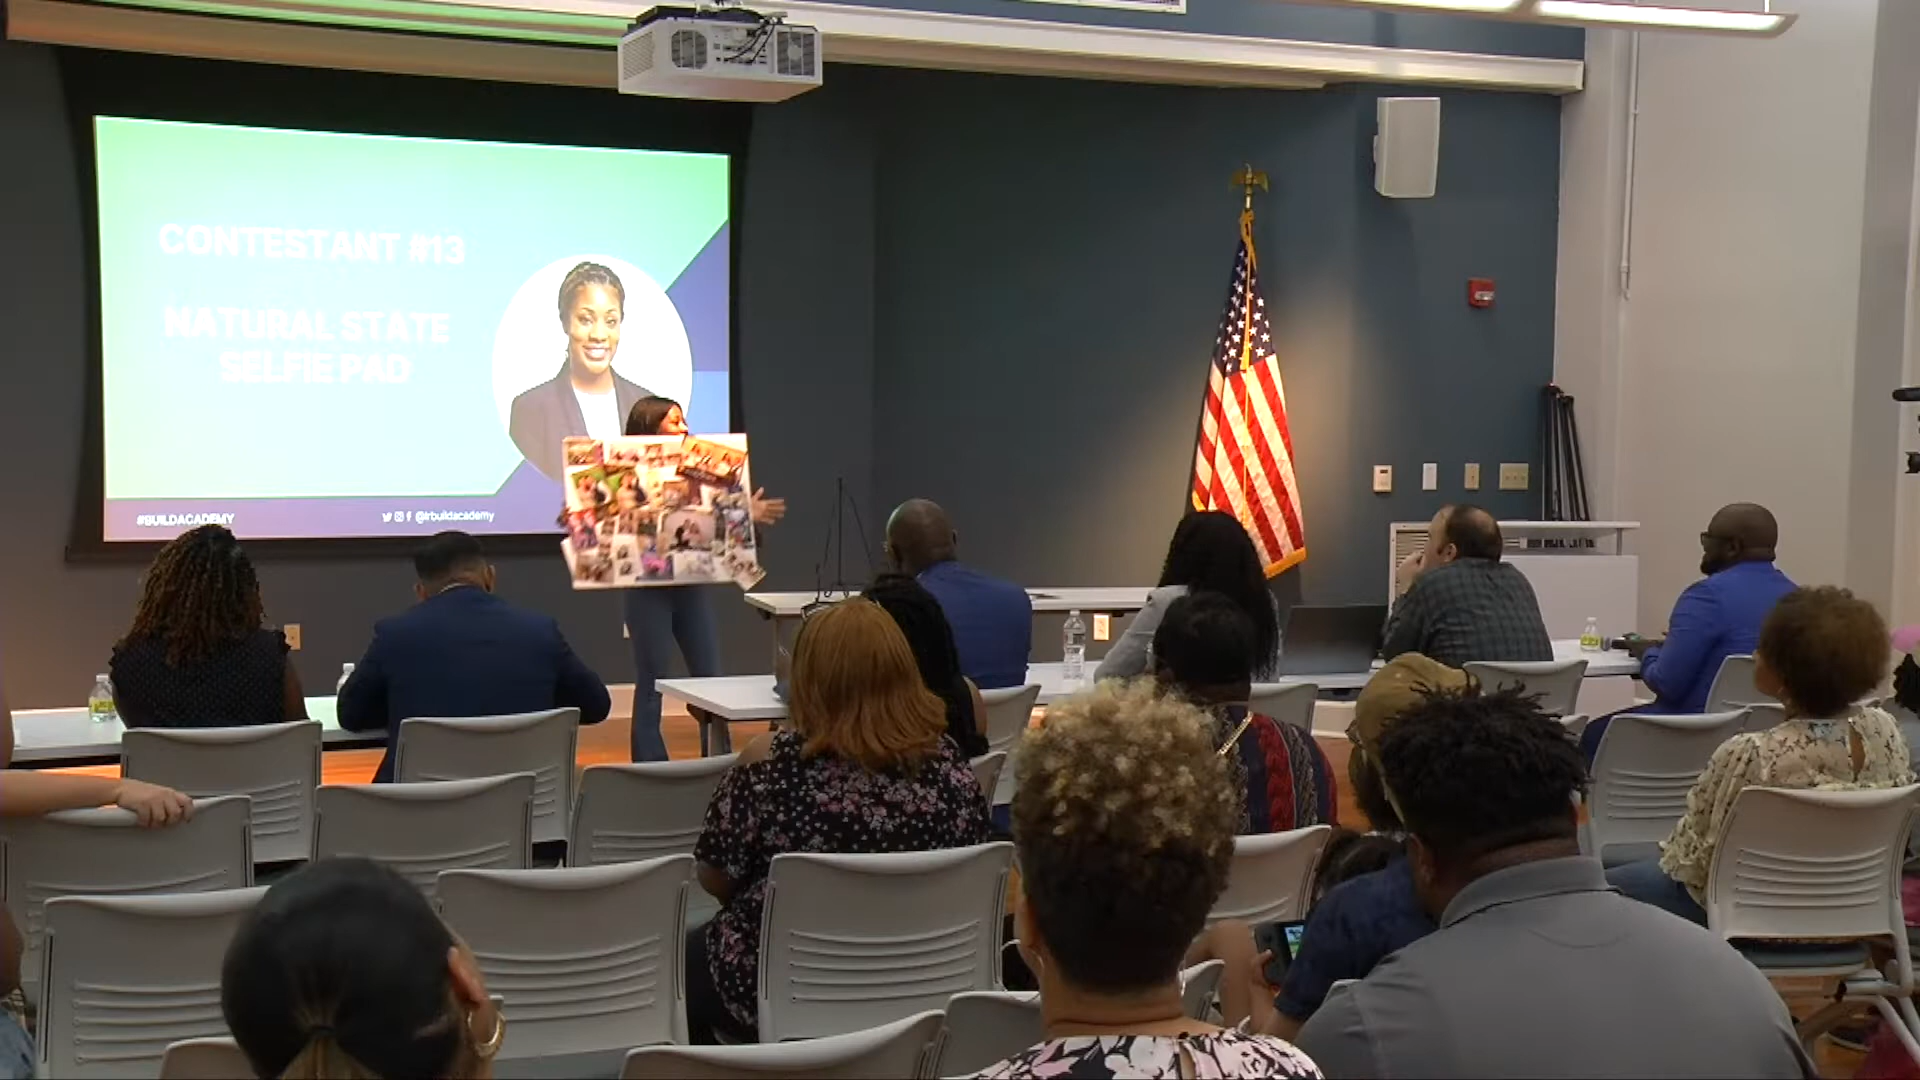 CONTESTANT #13
NATURAL STATE
SELFIE PAD
#BUILDACADEMY
@lrbuildacademy